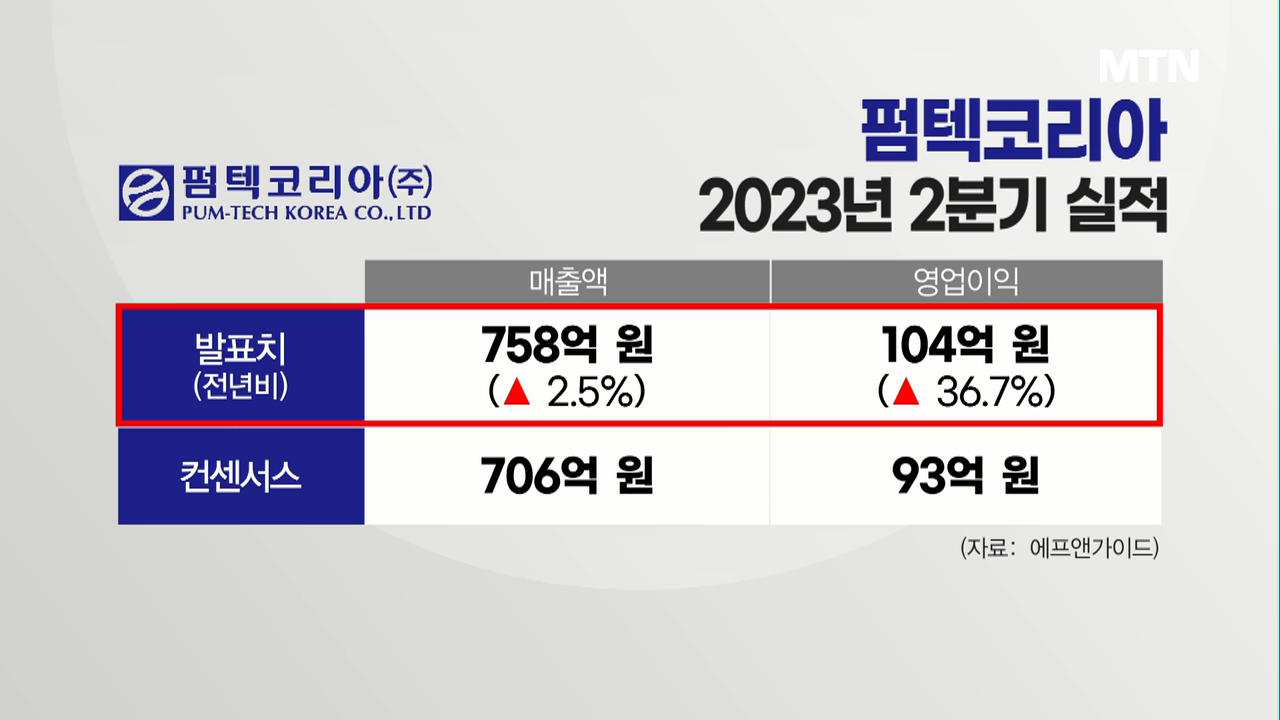 MTN
펌텍코리아
2023년 2분기 실적
펌텍코리아(주)
PUM-TECH KOREA CO., LTD
매출액 영업이익
발표치 758억 원 104억 원
(전년비) (▲ 2.5%) (▲ 36.7%)
컨센서스 706억 원 93억 원
(자료: 에프앤가이드)